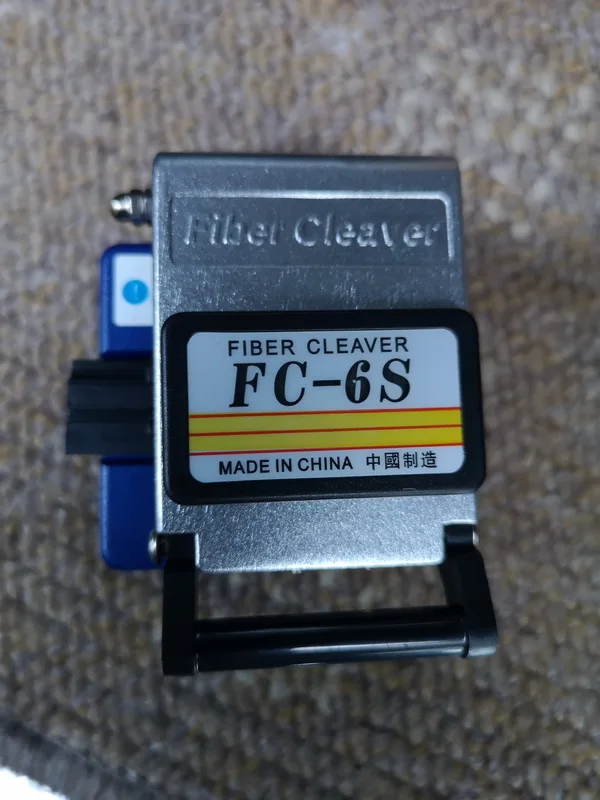 Fiber Cleaver
FIBER CLEAVER
FC-6S
MADE IN CHINA 中國制造